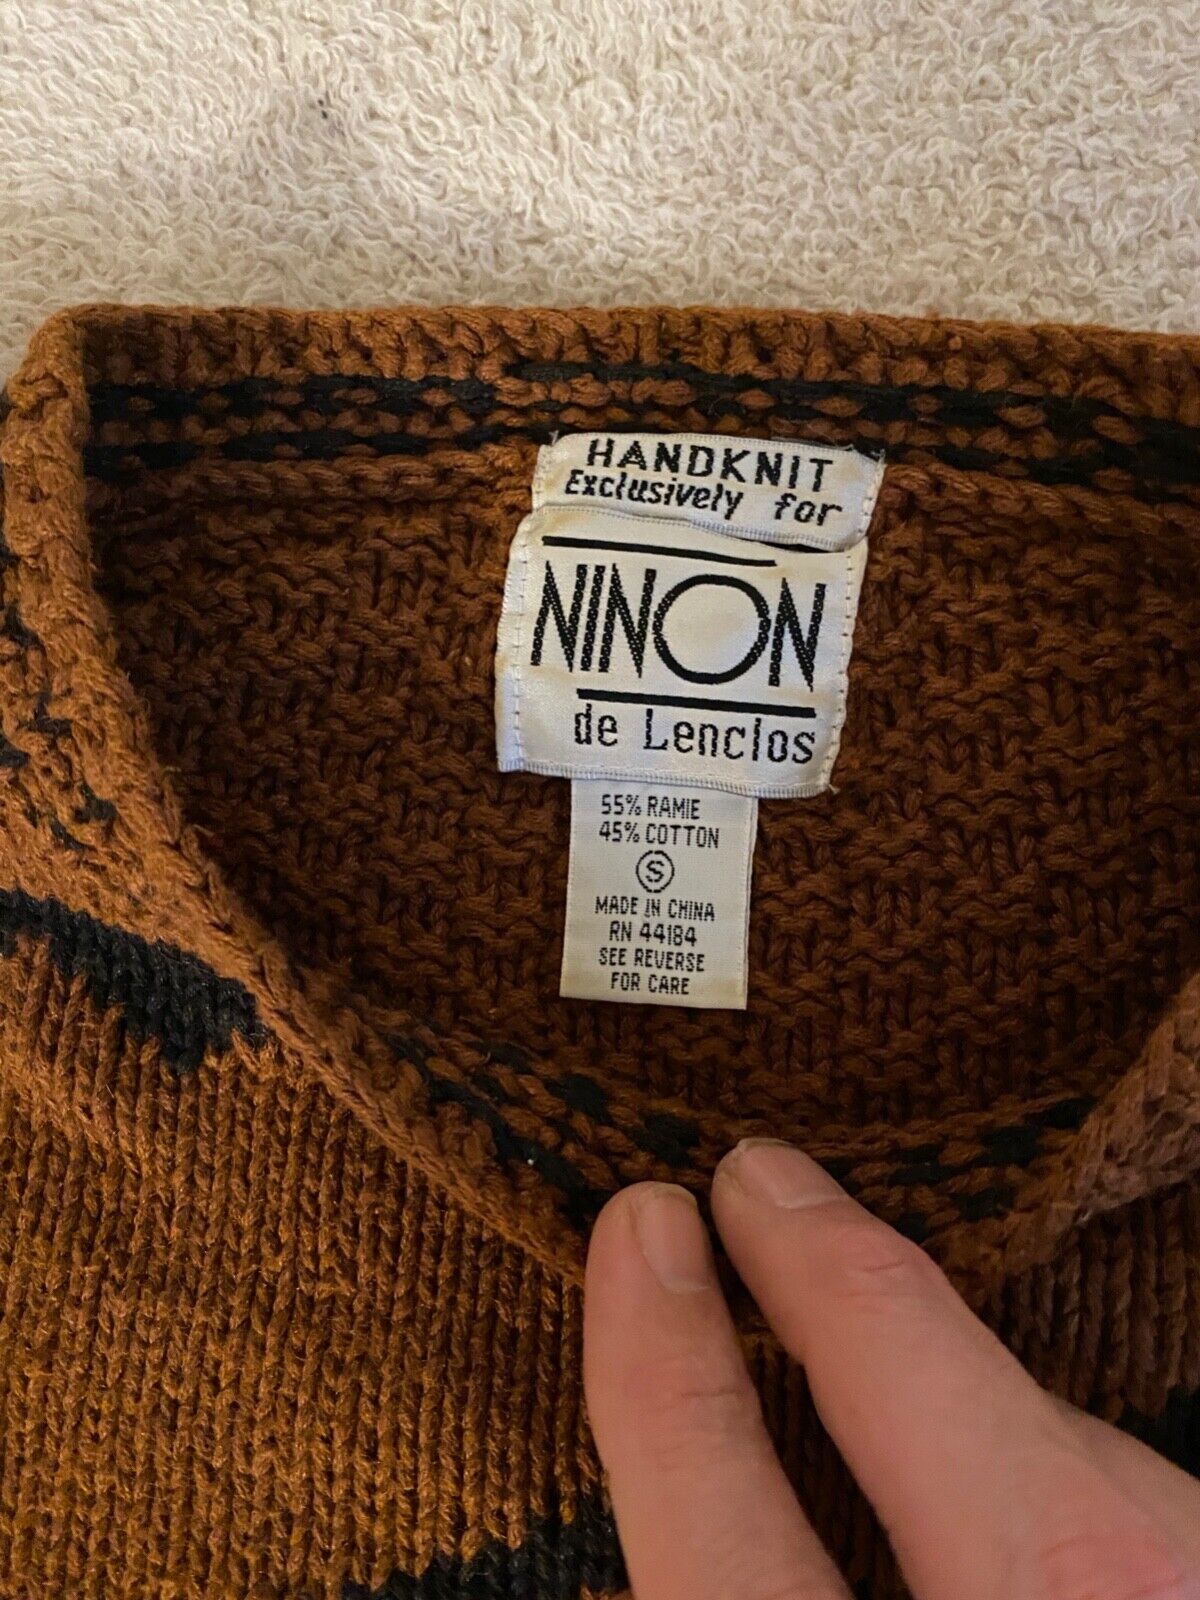 HANDKNIT
Exclusively for
NINON
de Lenclos
55% RAMIE
45% COTTON
S
MADE IN CHINA
RN 44184
SEE REVERSE
FOR CARE